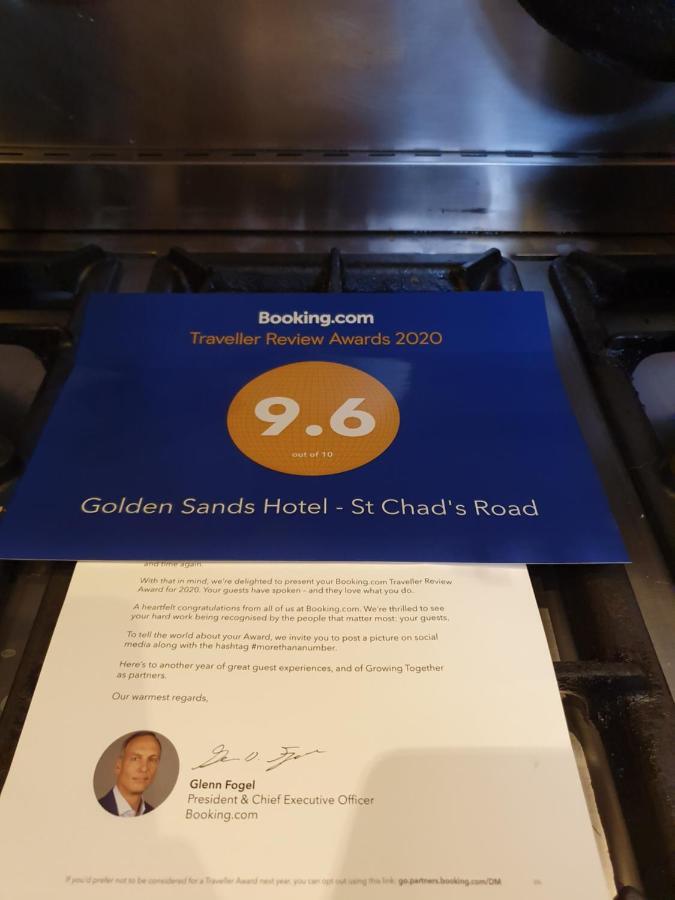 Booking.com
Traveller Review Awards 2020
9.6
out of 10
Golden Sands Hotel - St Chad's Road
and time again.
With that in mind, we're delighted to present your Booking.com Traveller Review
Award for 2020. Your guests have spoken - and they love what you do.
A heartfelt congratulations from all of us at Booking.com. We're thrilled to see
your hard work being recognised by the people that matter most: your guests.
To tell the world about your Award, we invite you to post a picture on social
media along with the hashtag #morethananumber.
Here's to another year of great guest experiences, and of Growing Together
as partners.
Our warmest regards,
Glenn Fogel
President & Chief Executive Officer
Booking.com
If you'd prefer not to be considered for a Traveller Award next year, you can opt out using this link: go.partners.booking.com/DM